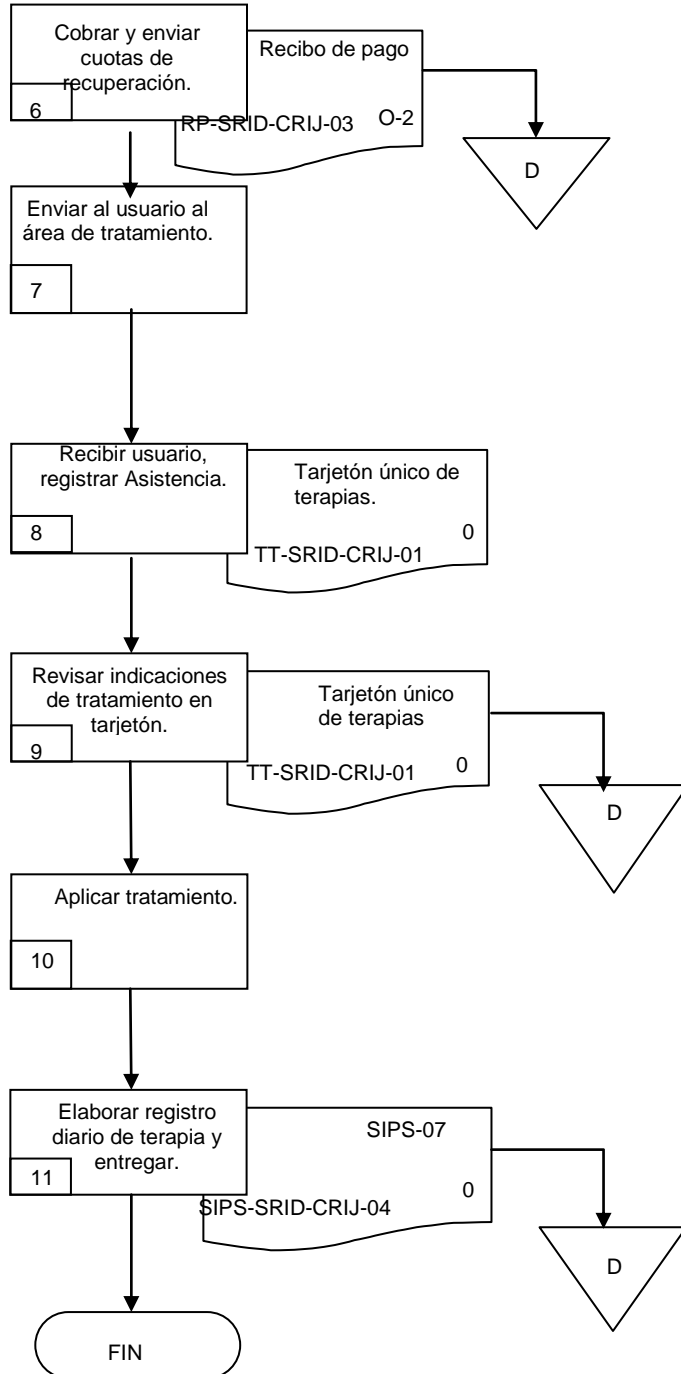 Cobrar y enviar
cuotas de
recuperación.
6
Recibo de pago
RP-SRID-CRIJ-03 O-2
D
Enviar al usuario al
área de tratamiento.
7
Recibir usuario,
registrar Asistencia.
8
Tarjetón único de
terapias.
0
TT-SRID-CRIJ-01
Revisar indicaciones
de tratamiento en
tarjetón.
9
Tarjetón único
de terapias
TT-SRID-CRIJ-01 0
D
Aplicar tratamiento.
10
Elaborar registro
diario de terapia y
entregar.
11
SIPS-07
0
SIPS-SRID-CRIJ-04
D
FIN